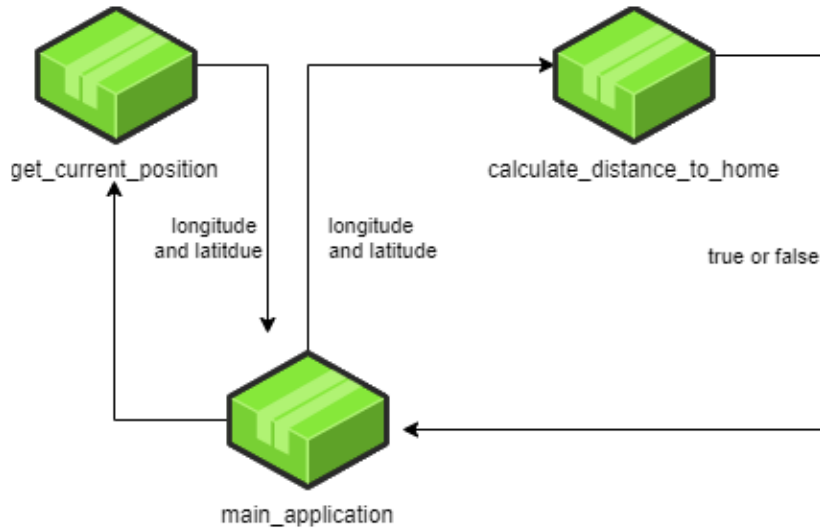 get_current_position
calculate_distance_to_home
longitude
and latitdue
longitude
and latitude
true or false
main_application